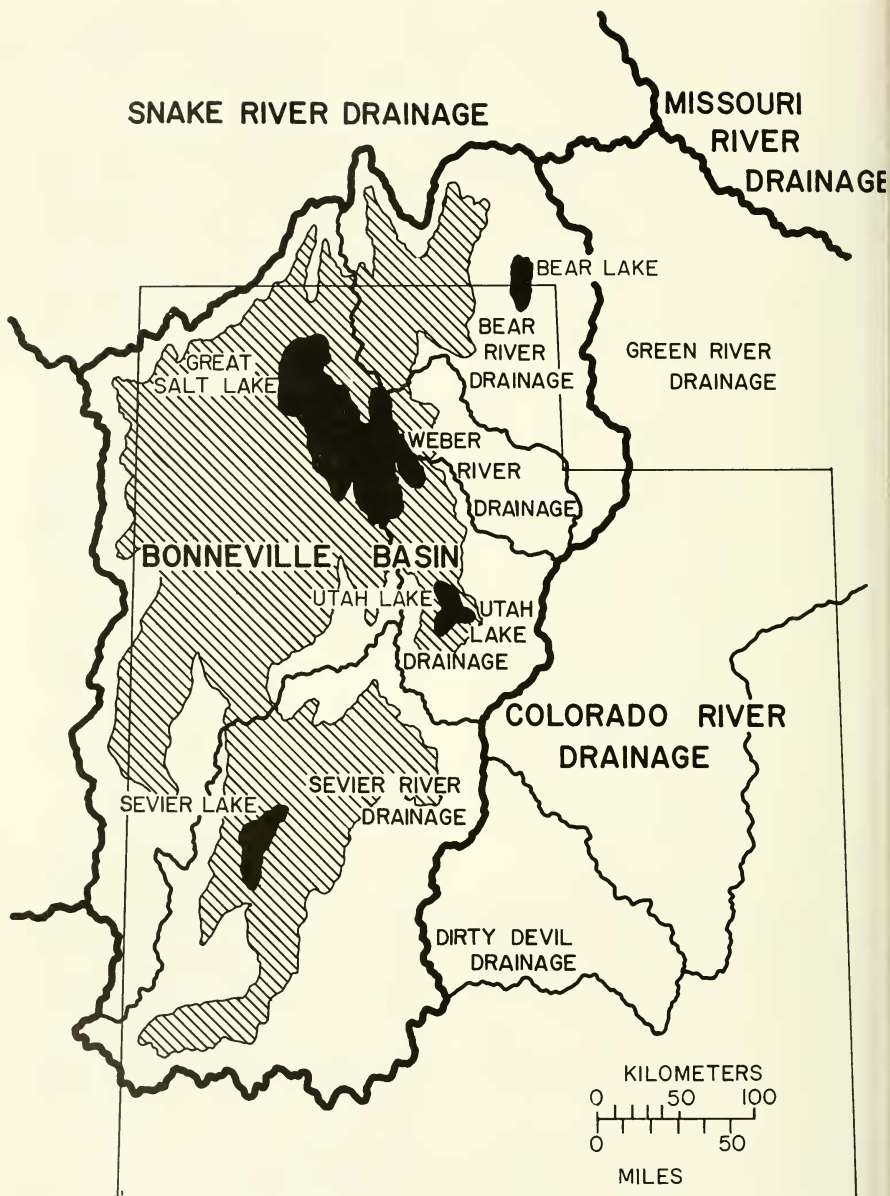 SNAKE RIVER DRAINAGE
MISSOURI
RIVER
DRAINAGE
BEAR LAKE
BEAR
RIVER
DRAINAGE
GREEN RIVER
DRAINAGE
GREAT
SALT LAKE
WEBER
RIVER
DRAINAGE
BONNEVILLE BASIN
UTAH LAKE
UTAH
LAKE
DRAINAGE
COLORADO RIVER
DRAINAGE
SEVIER LAKE
SEVIER RIVER
DRAINAGE
DIRTY DEVIL
DRAINAGE
KILOMETERS
0 50 100
0 50
MILES